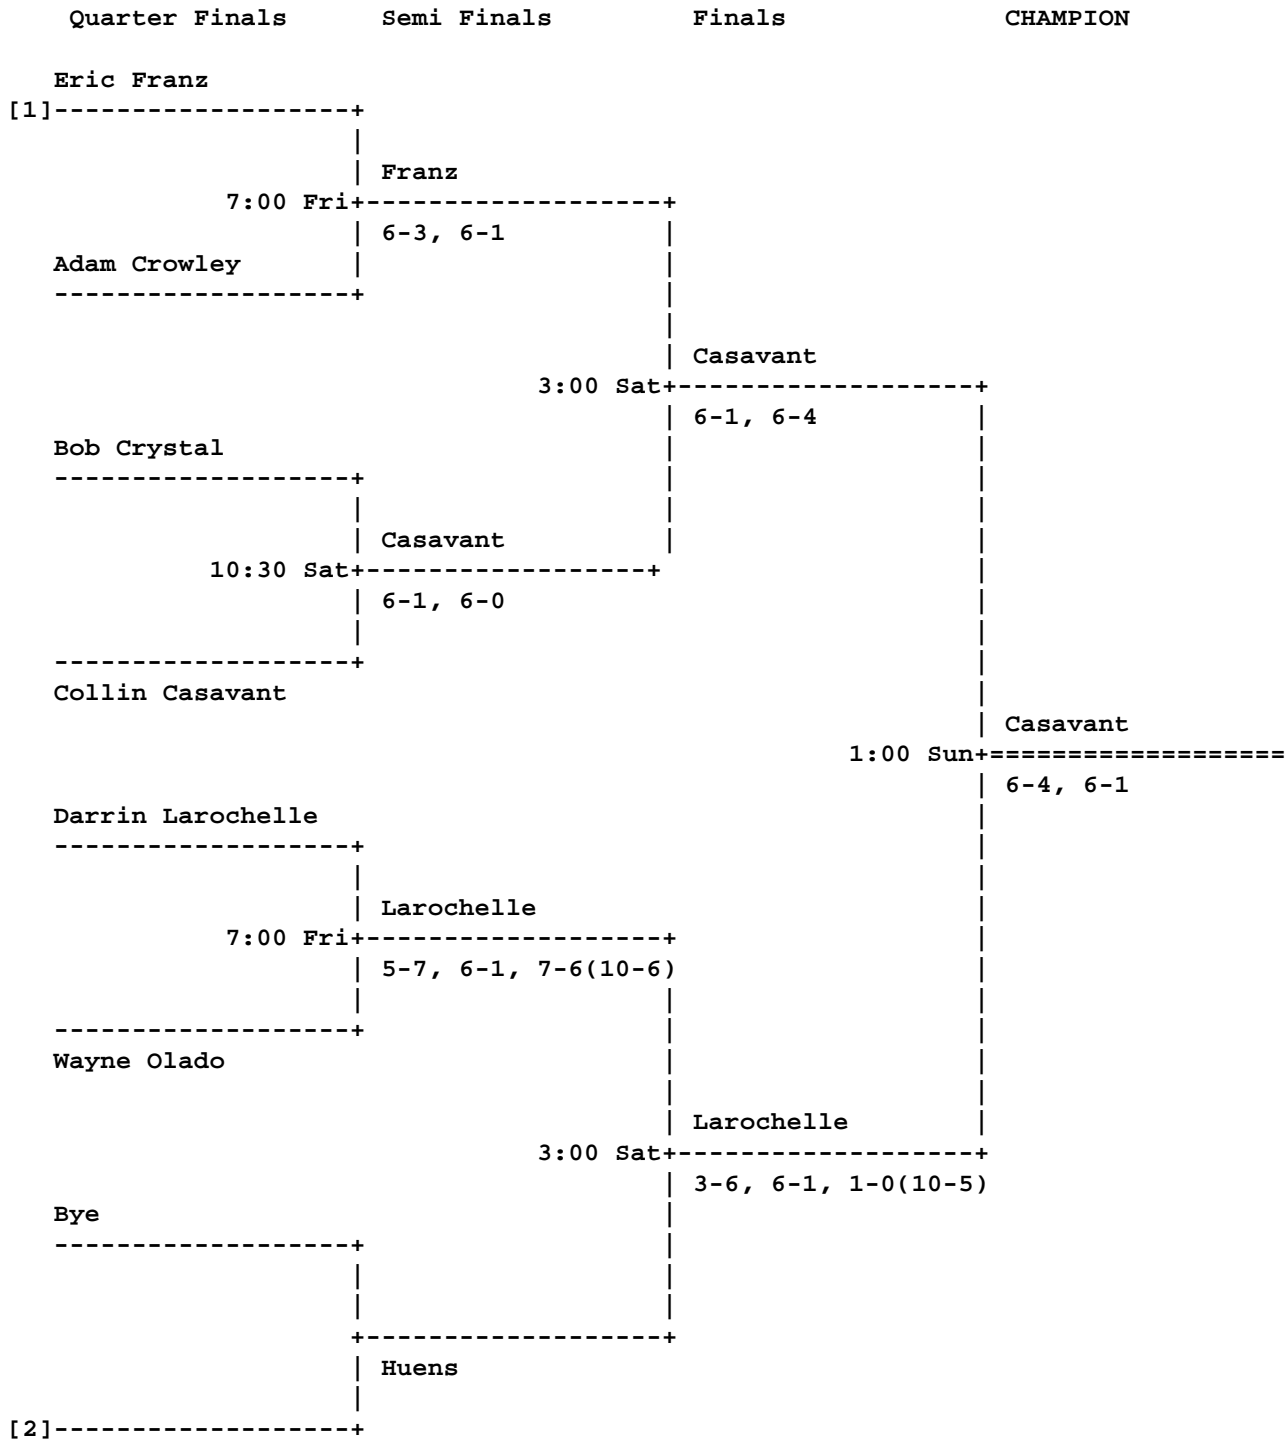 Quarter Finals Semi Finals Finals CHAMPION
Eric Franz
[1]-------------------+
|
| Franz
7:00 Fri+-------------------+
| 6-3, 6-1 |
Adam Crowley | |
-------------------+ |
|
| Casavant
3:00 Sat+-------------------+
| 6-1, 6-4 |
Bob Crystal | |
-------------------+ | |
| | |
| Casavant | |
10:30 Sat+------------------+ |
| 6-1, 6-0 |
| |
-------------------+ |
Collin Casavant |
| Casavant
1:00 Sun+===================
| 6-4, 6-1
Darrin Larochelle |
-------------------+ |
| |
| Larochelle |
7:00 Fri+-------------------+ |
| 5-7, 6-1, 7-6(10-6) |
| | |
-------------------+ | |
Wayne Olado | |
| |
| Larochelle |
3:00 Sat+-------------------+
| 3-6, 6-1, 1-0(10-5)
Bye |
-------------------+ |
| |
| |
+-------------------+
| Huens
|
[2]-------------------+